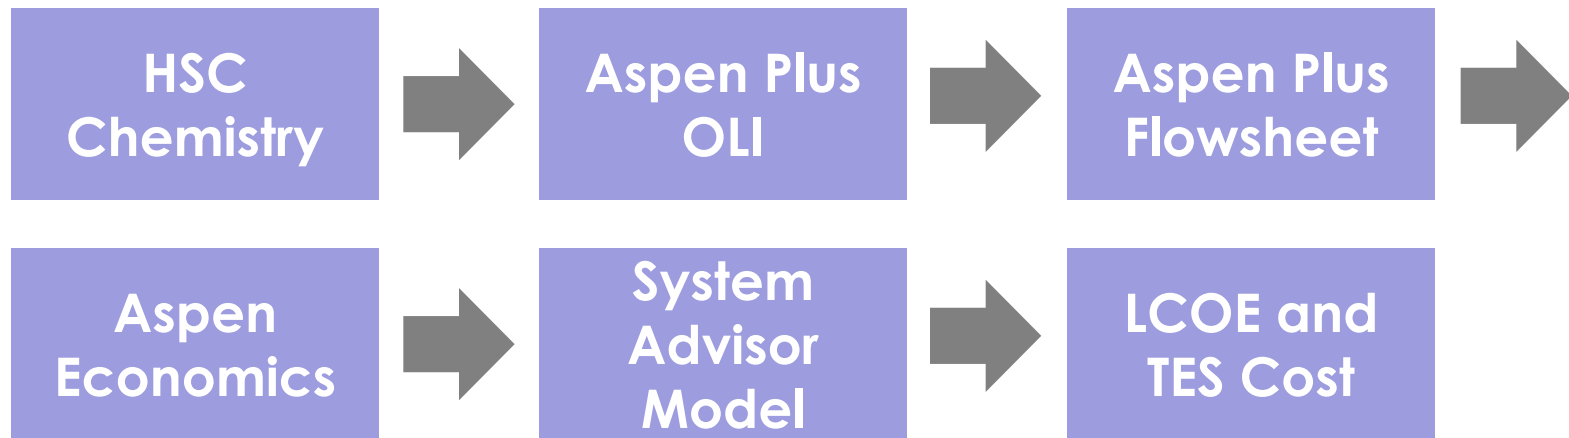 HSC
Chemistry
Aspen Plus
OLI
Aspen Plus
Flowsheet
Aspen
Economics
System
Advisor
Model
LCOE and
TES Cost